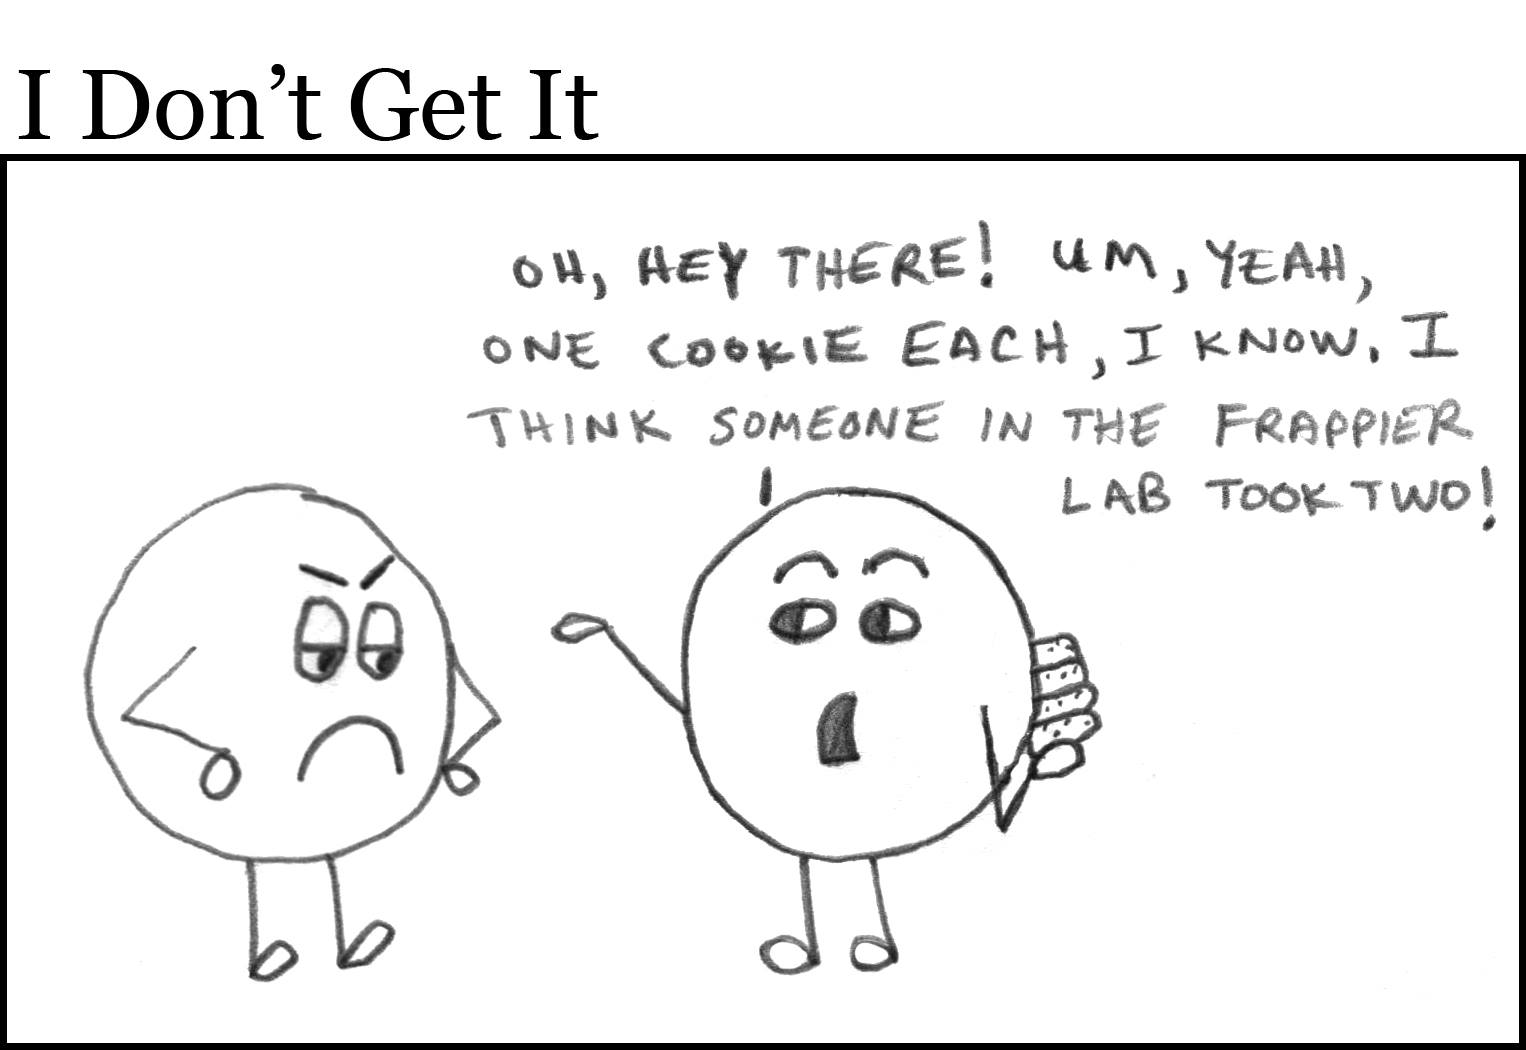 I Don’t Get It
OH, HEY THERE! UM, YEAH,
ONE COOKIE EACH, I KNOW. I
THINK SOMEONE IN THE FRAPPIER
LAB TOOK TWO!